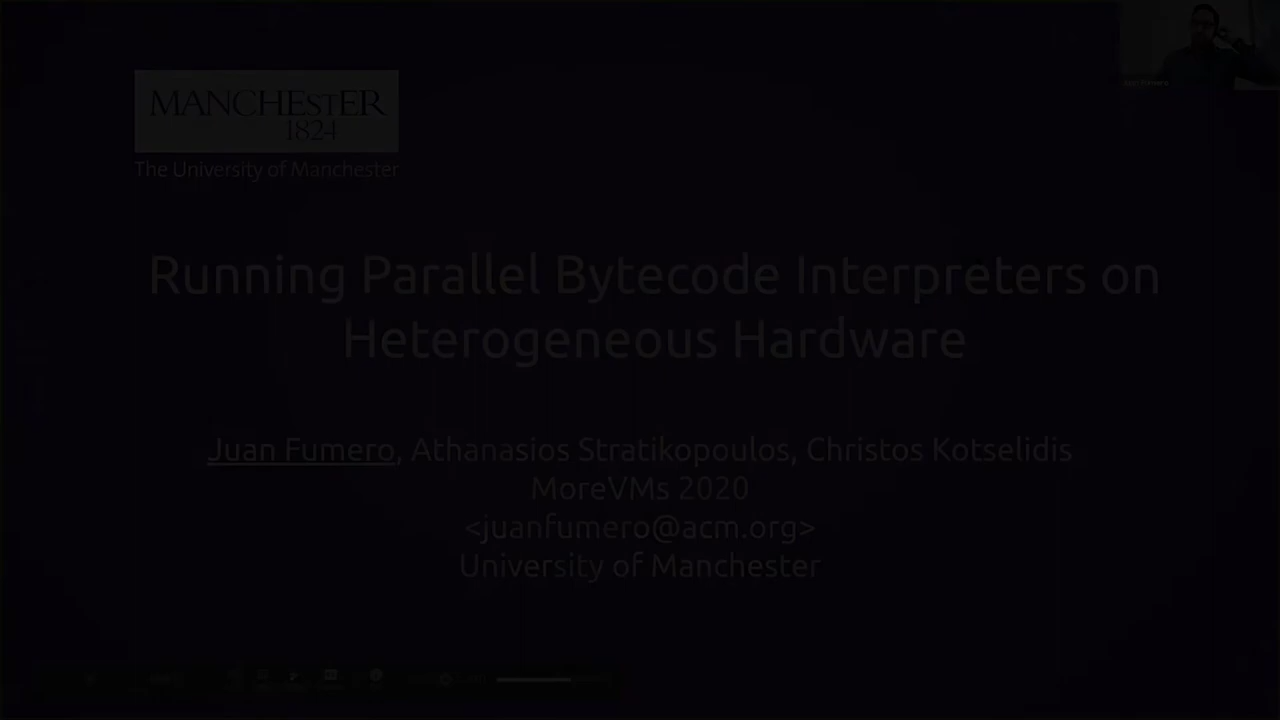 MANCHESTER
1824
The University of Manchester
Running Parallel Bytecode Interpreters on
Heterogeneous Hardware
Juan Fumero, Athanasios Stratikopoulos, Christos Kotselidis
MoreVMs 2020
<juanfumero@acm.org>
University of Manchester